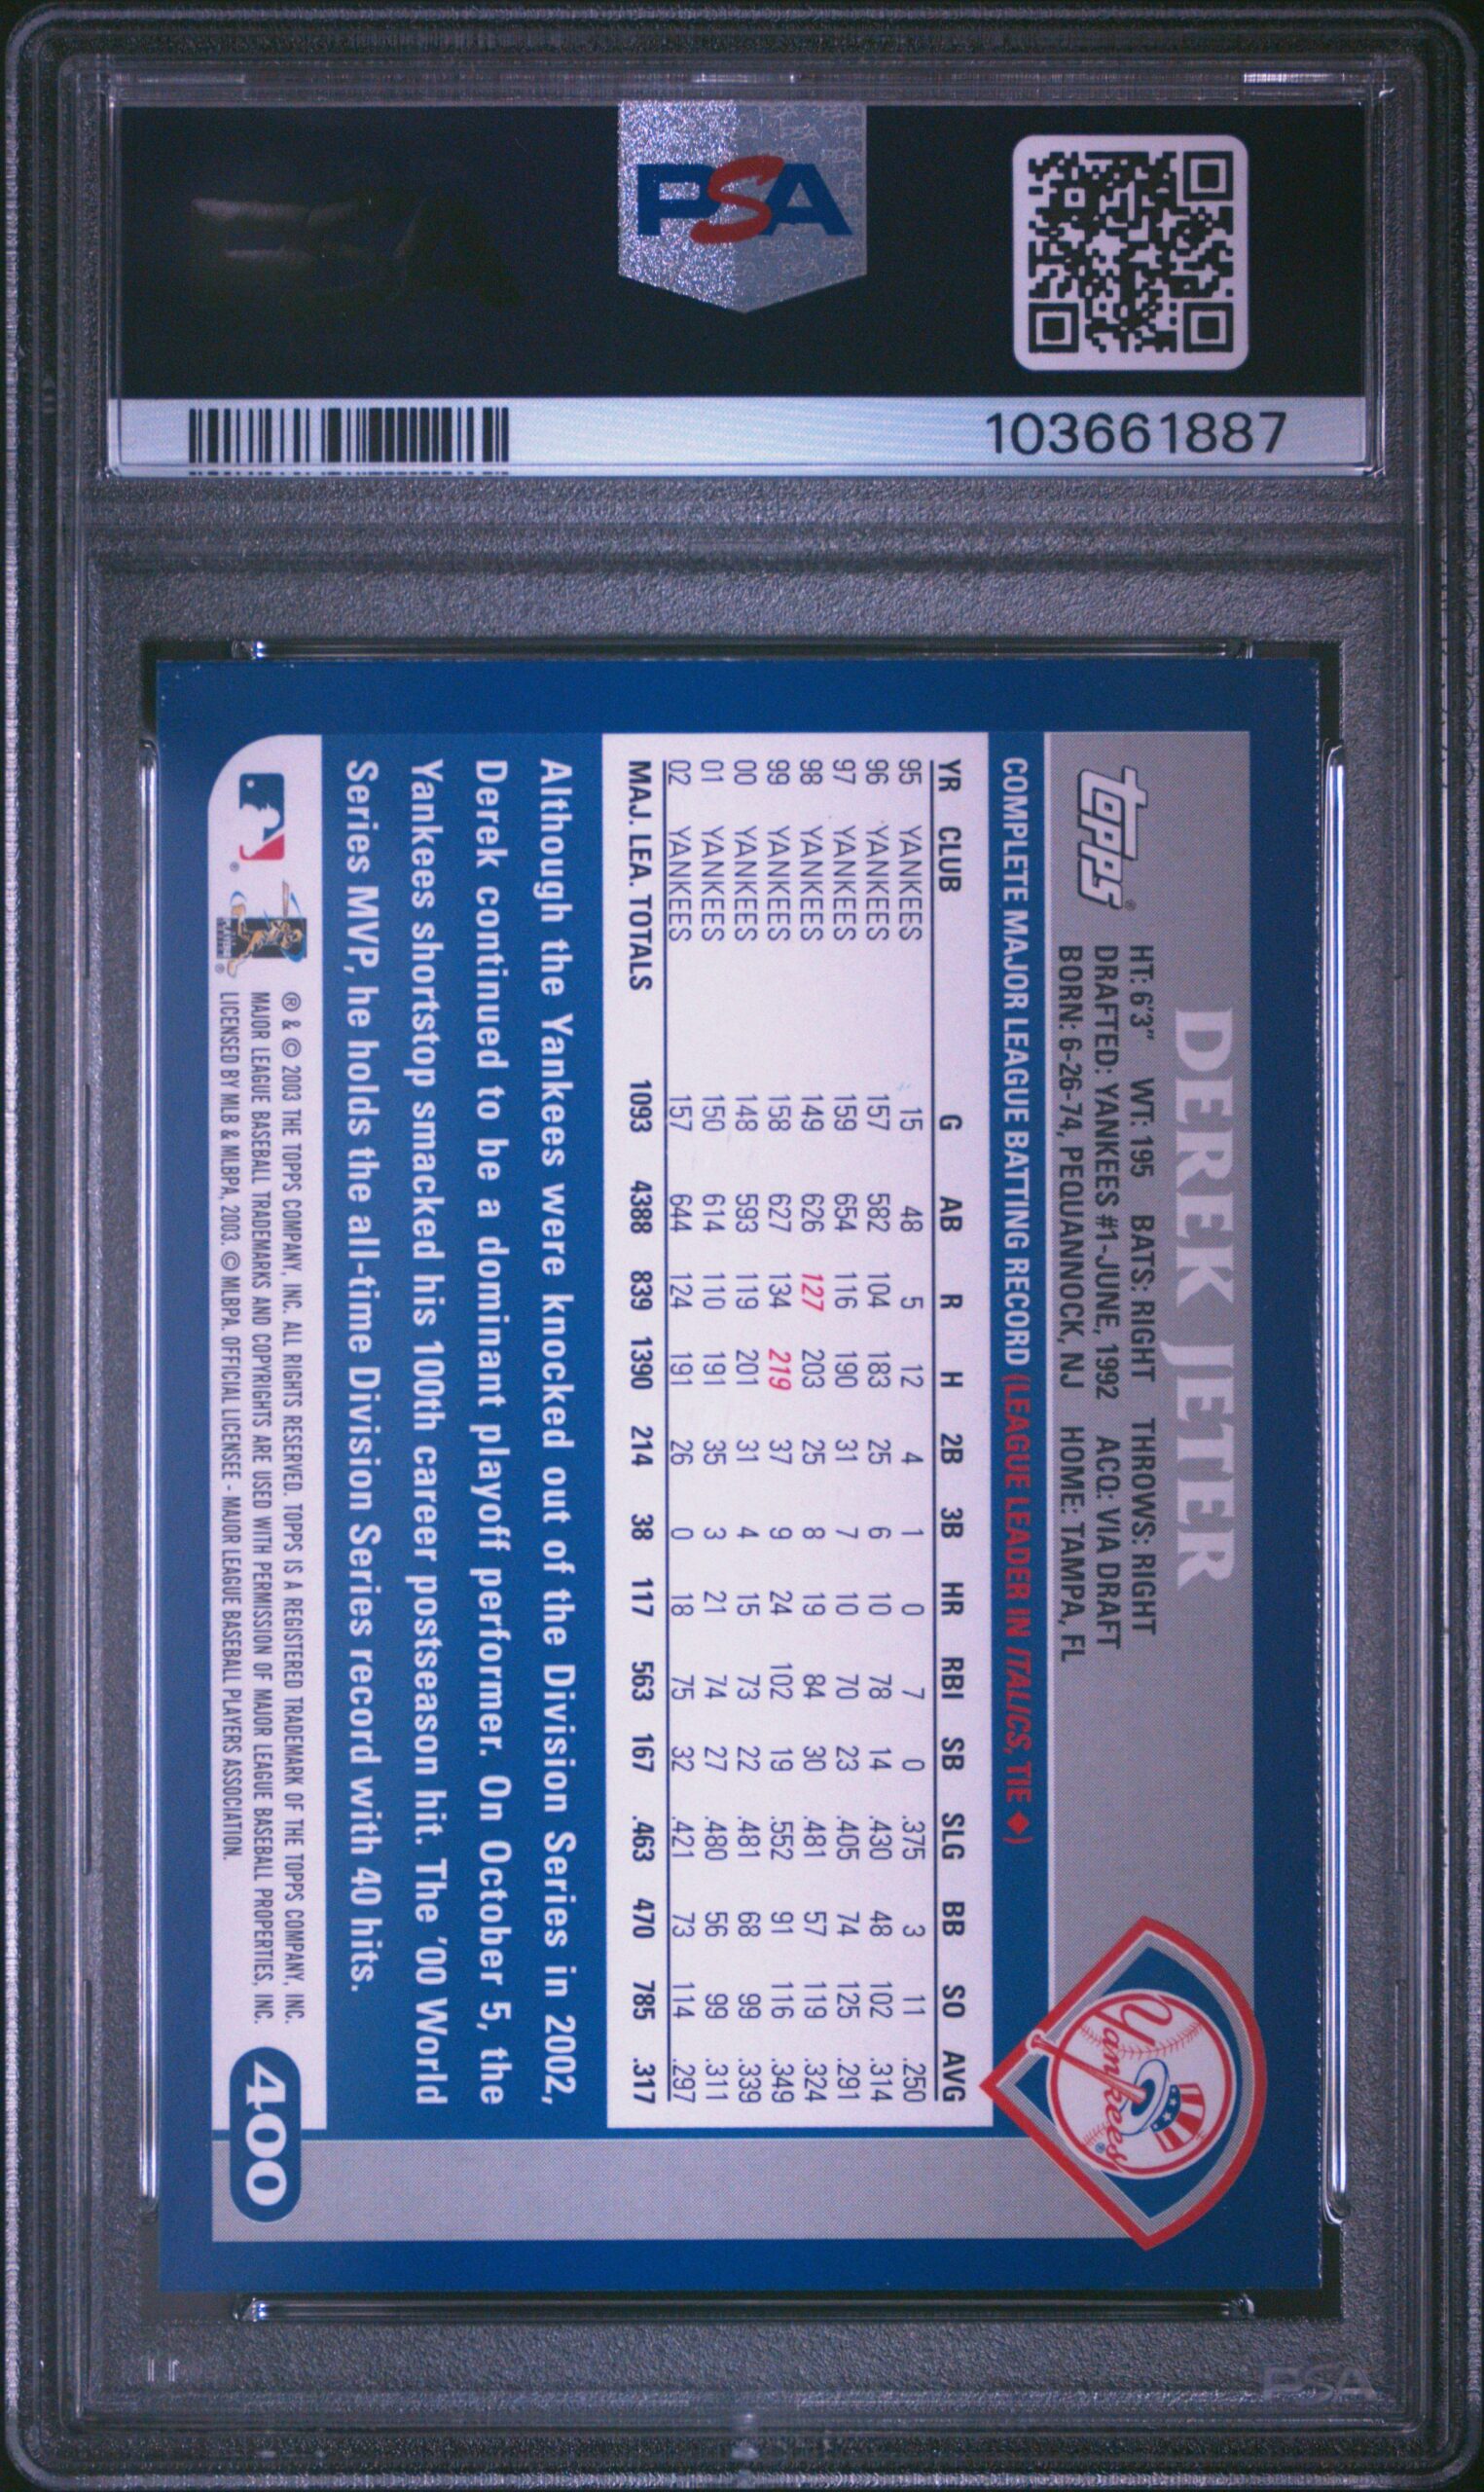 PSA
103661887
DEREK JETER
topps®
HT: 6'3" WT: 195 BATS: RIGHT THROWS: RIGHT
DRAFTED: YANKEES #1-JUNE, 1992 ACQ: VIA DRAFT
BORN: 6-26-74, PEQUANNOCK, NJ HOME: TAMPA, FL
Yankees®
COMPLETE MAJOR LEAGUE BATTING RECORD (LEAGUE LEADER IN ITALICS, TIE ◆)
YR CLUB G AB R H 2B 3B HR RBI SB SLG BB SO AVG
95 YANKEES 15 48 5 12 4 1 0 7 0 .375 3 11 .250
96 YANKEES 157 582 104 183 25 6 10 78 14 .430 48 102 .314
97 YANKEES 159 654 116 190 31 7 10 70 23 .405 74 125 .291
98 YANKEES 149 626 127 203 25 8 19 84 30 .481 57 119 .324
99 YANKEES 158 627 134 219 37 9 24 102 19 .552 91 116 .349
00 YANKEES 148 593 119 201 31 4 15 73 22 .481 68 99 .339
01 YANKEES 150 614 110 191 35 3 21 74 27 .480 56 99 .311
02 YANKEES 157 644 124 191 26 0 18 75 32 .421 73 114 .297
MAJ. LEA. TOTALS 1093 4388 839 1390 214 38 117 563 167 .463 470 785 .317
Although the Yankees were knocked out of the Division Series in 2002,
Derek continued to be a dominant playoff performer. On October 5, the
Yankees shortstop smacked his 100th career postseason hit. The '00 World
Series MVP, he holds the all-time Division Series record with 40 hits.
® & © 2003 THE TOPPS COMPANY, INC. ALL RIGHTS RESERVED. TOPPS IS A REGISTERED TRADEMARK OF THE TOPPS COMPANY, INC.
MAJOR LEAGUE BASEBALL TRADEMARKS AND COPYRIGHTS ARE USED WITH PERMISSION OF MAJOR LEAGUE BASEBALL PROPERTIES, INC.
LICENSED BY MLB & MLBPA, 2003. © MLBPA. OFFICIAL LICENSEE - MAJOR LEAGUE BASEBALL PLAYERS ASSOCIATION.
400
PSA